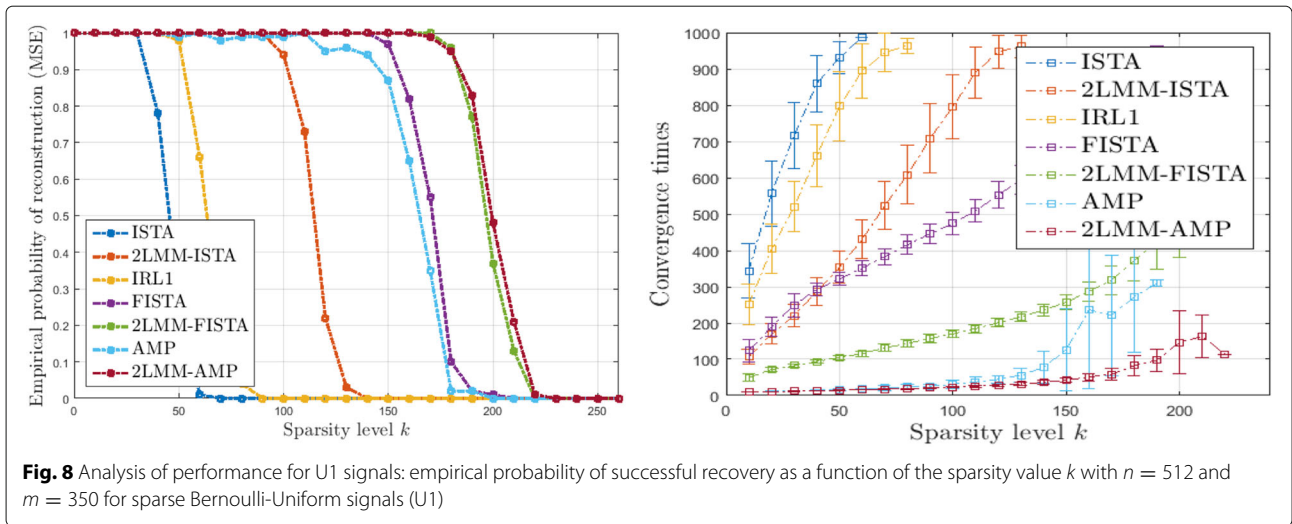 Empirical probability of reconstruction (MSE)
1
0.9
0.8
0.7
0.6
0.5
0.4
0.3
0.2
0.1
0
0 50 100 150 200 250
Sparsity level k
ISTA
2LMM-ISTA
IRL1
FISTA
2LMM-FISTA
AMP
2LMM-AMP
Convergence times
1000
900
800
700
600
500
400
300
200
100
0
0 50 100 150 200
Sparsity level k
ISTA
2LMM-ISTA
IRL1
FISTA
2LMM-FISTA
AMP
2LMM-AMP
Fig. 8 Analysis of performance for U1 signals: empirical probability of successful recovery as a function of the sparsity value k with n = 512 and
m = 350 for sparse Bernoulli-Uniform signals (U1)